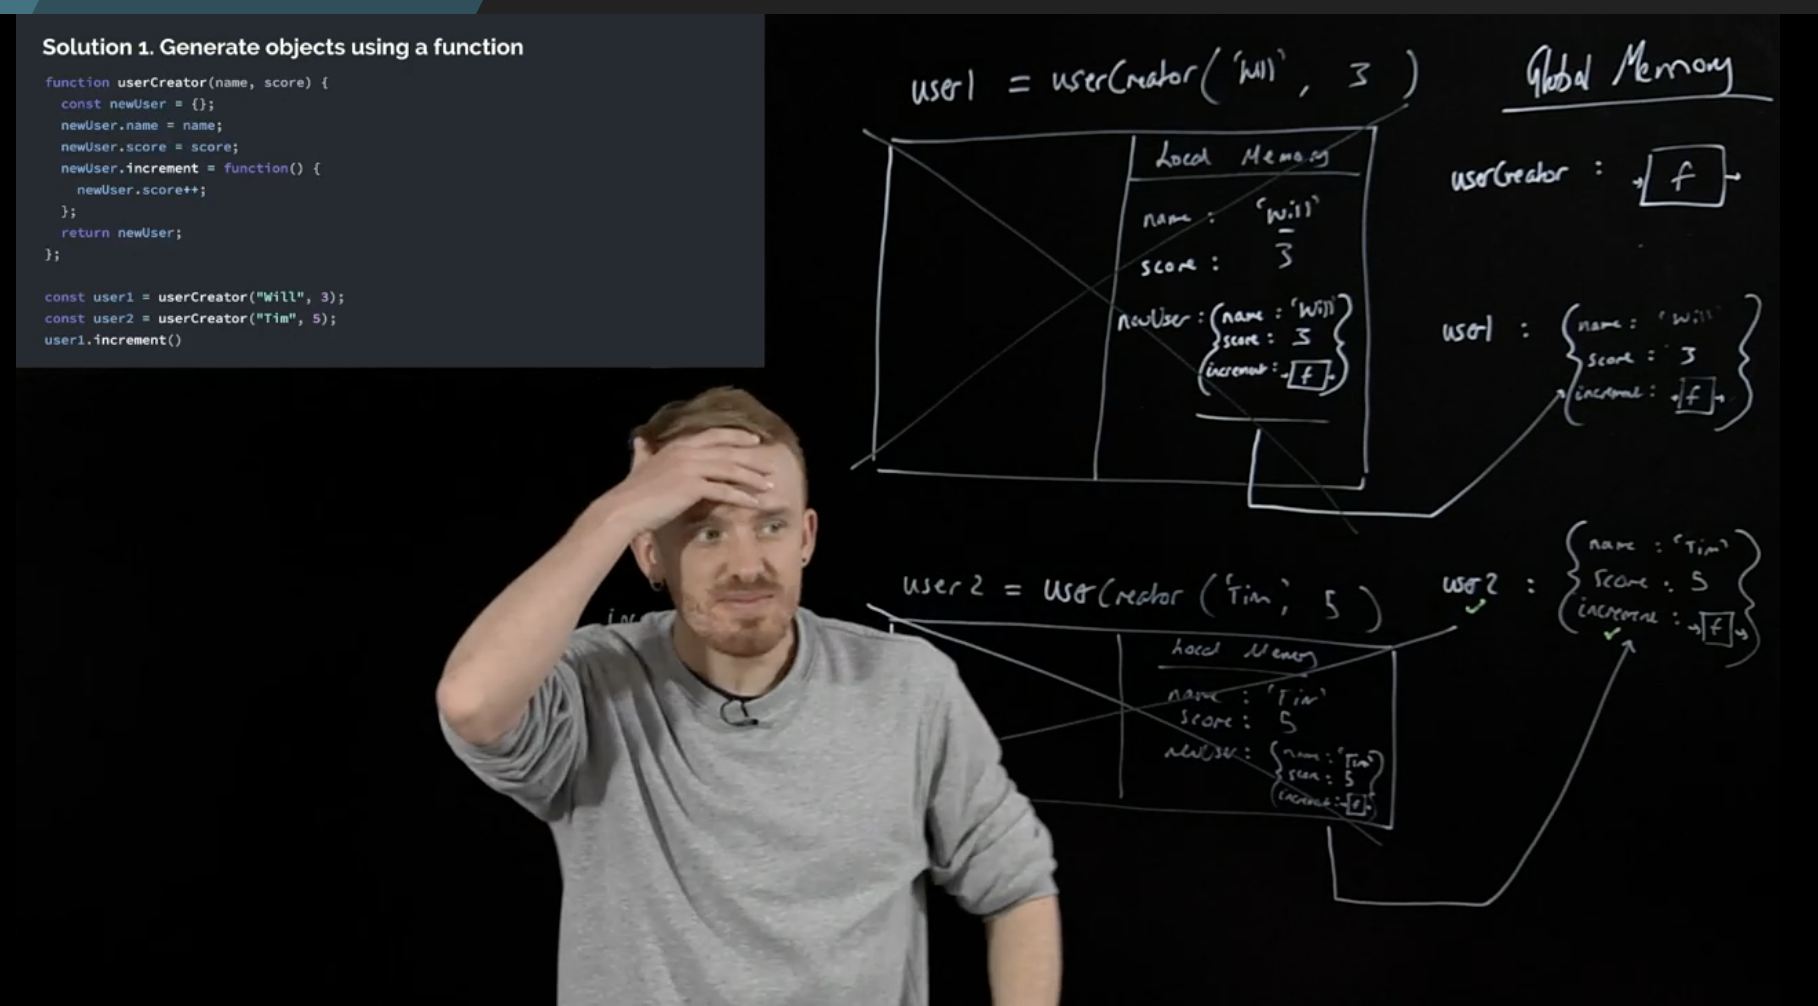 Solution 1. Generate objects using a function
function userCreator(name, score) {
const newUser = {};
newUser.name = name;
newUser.score = score;
newUser.increment = function() {
newUser.score++;
};
return newUser;
};
const user1 = userCreator("Will", 3);
const user2 = userCreator("Tim", 5);
user1.increment()
user1 = userCreator('Will', 3)
Local Memory
name : 'Will'
score : 3
newUser : {name : 'Will'
score : 3
increment : f}
Global Memory
userCreator : f
user1 : {name : 'Will'
score : 3
increment : f}
user2 = userCreator('Tim', 5)
Local Memory
name : 'Tim'
score : 5
newUser : {name : 'Tim'
score : 5
increment : f}
user2 : {name : 'Tim'
score : 5
increment : f}